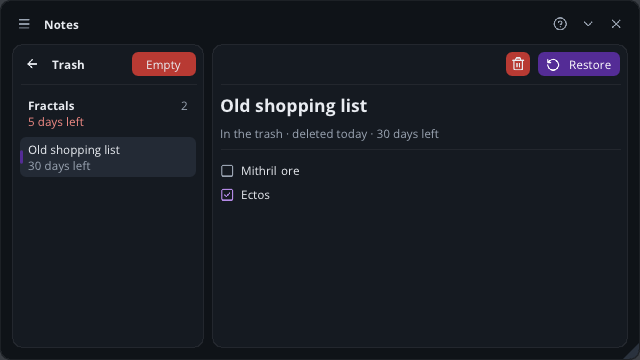 Notes
Trash
Empty
Restore
Fractals
2
5 days left
Old shopping list
30 days left
Old shopping list
In the trash · deleted today · 30 days left
Mithril ore
Ectos